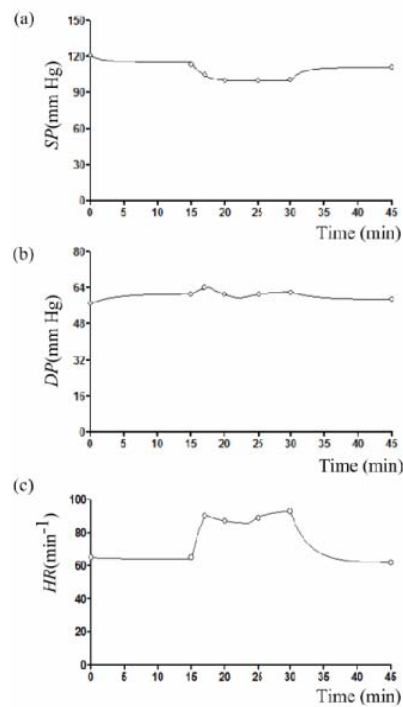 (a)
SP(mm Hg)
150
120
90
60
30
0
0 5 10 15 20 25 30 35 40 45
Time (min)
(b)
DP(mm Hg)
80
64
48
32
16
0
0 5 10 15 20 25 30 35 40 45
Time (min)
(c)
HR(min⁻¹)
100
80
60
40
20
0
0 5 10 15 20 25 30 35 40 45
Time (min)